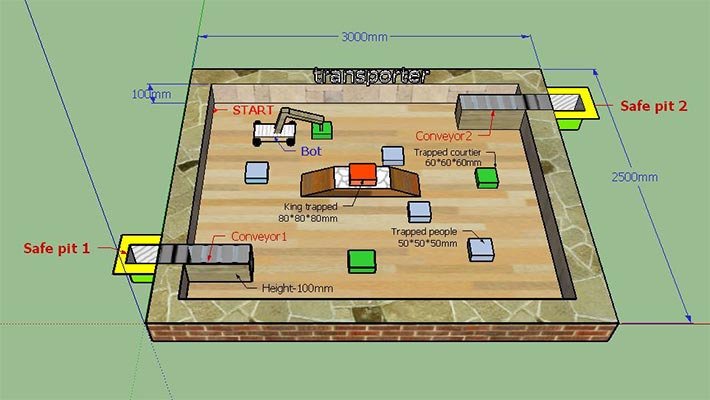 3000mm
transporter
100mm
START
Safe pit 2
Conveyor2
Bot
Trapped courtier
60*60*60mm
2500mm
King trapped
80*80*80mm
Trapped people
50*50*50mm
Safe pit 1
Conveyor1
Height-100mm